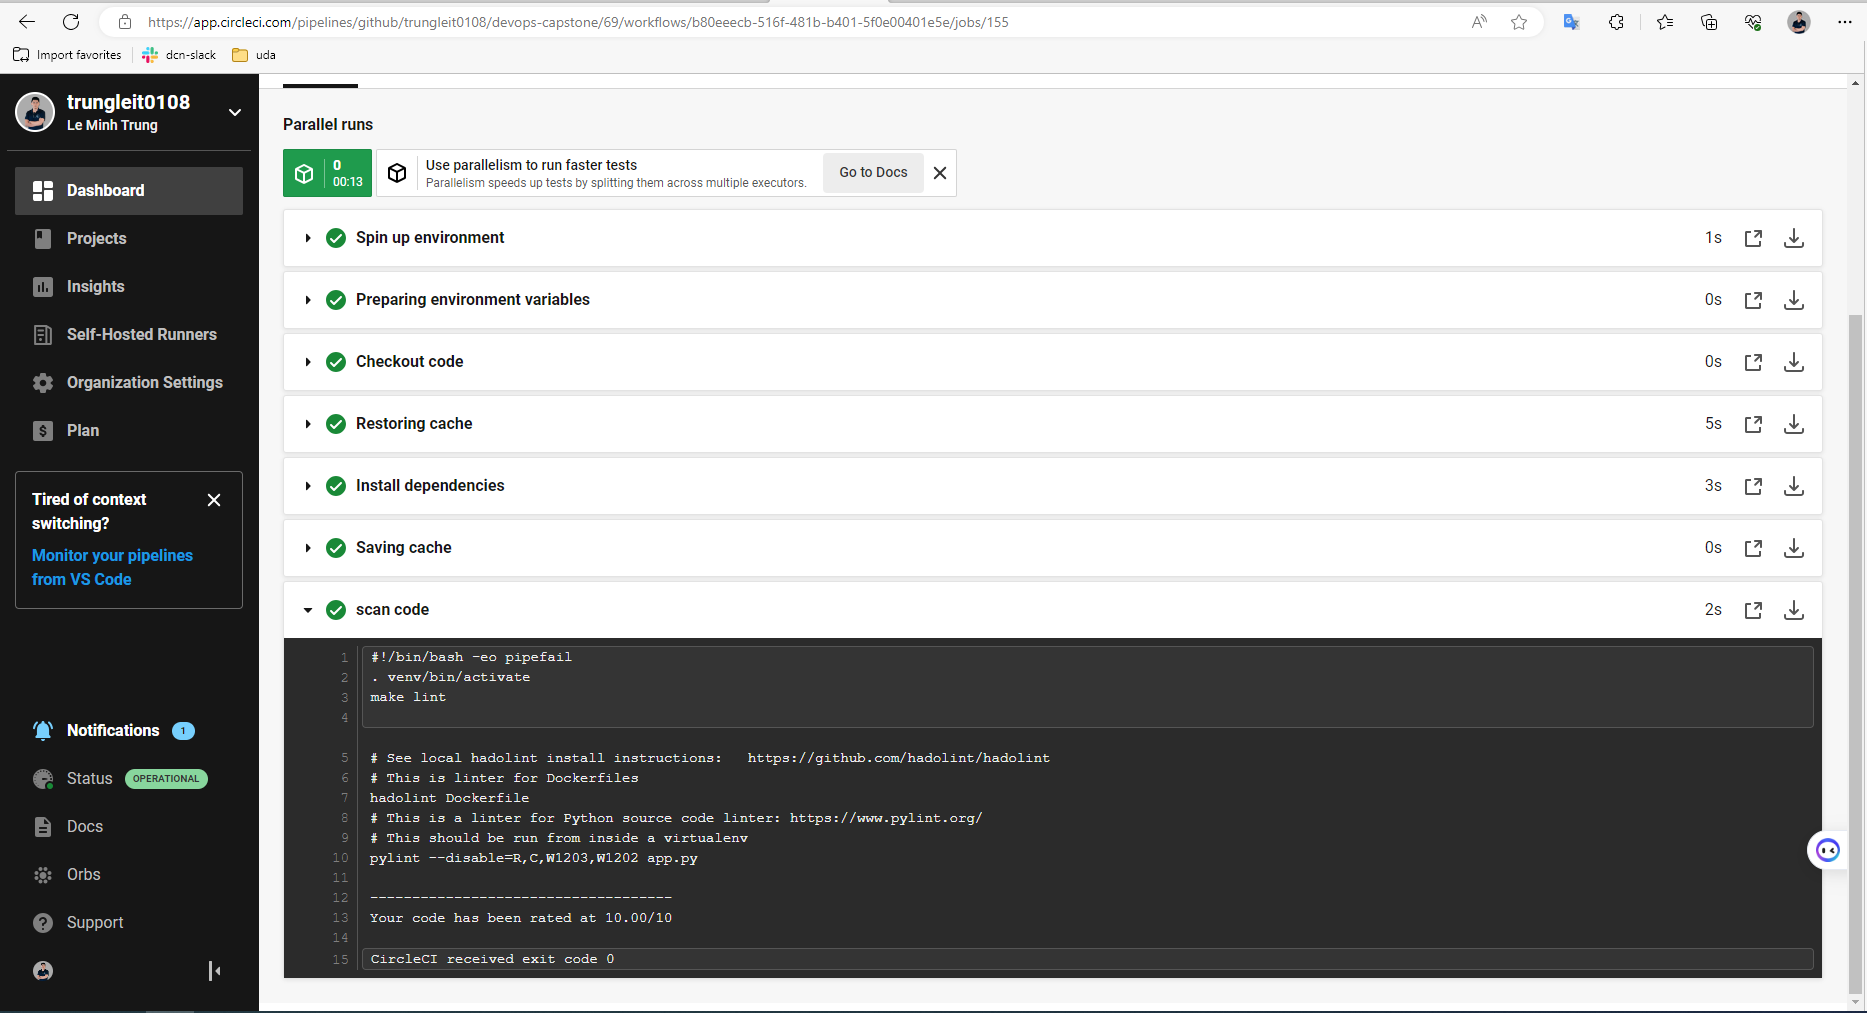 https://app.circleci.com/pipelines/github/trungleit0108/devops-capstone/69/workflows/b80eeecb-516f-481b-b401-5f0e00401e5e/jobs/155
Import favorites
dcn-slack
uda
trungleit0108
Le Minh Trung
Dashboard
Projects
Insights
Self-Hosted Runners
Organization Settings
Plan
Tired of context
switching?
Monitor your pipelines
from VS Code
Notifications 1
Status OPERATIONAL
Docs
Orbs
Support
Parallel runs
0
00:13
Use parallelism to run faster tests
Parallelism speeds up tests by splitting them across multiple executors.
Go to Docs
Spin up environment 1s
Preparing environment variables 0s
Checkout code 0s
Restoring cache 5s
Install dependencies 3s
Saving cache 0s
scan code 2s
1 #!/bin/bash -eo pipefail
2 . venv/bin/activate
3 make lint
4
5 # See local hadolint install instructions:   https://github.com/hadolint/hadolint
6 # This is linter for Dockerfiles
7 hadolint Dockerfile
8 # This is a linter for Python source code linter: https://www.pylint.org/
9 # This should be run from inside a virtualenv
10 pylint --disable=R,C,W1203,W1202 app.py
11
12 ------------------------------------
13 Your code has been rated at 10.00/10
14
15 CircleCI received exit code 0